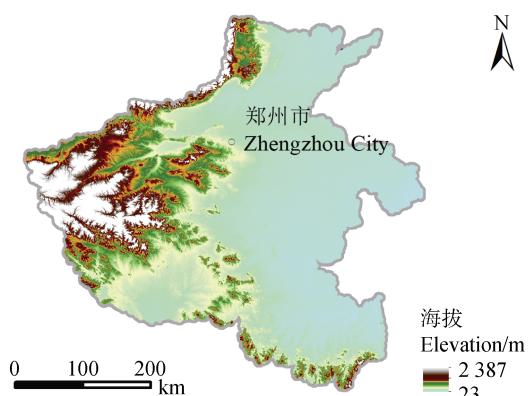 N
郑州市
Zhengzhou City
海拔
Elevation/m
2 387
23
0 100 200
km